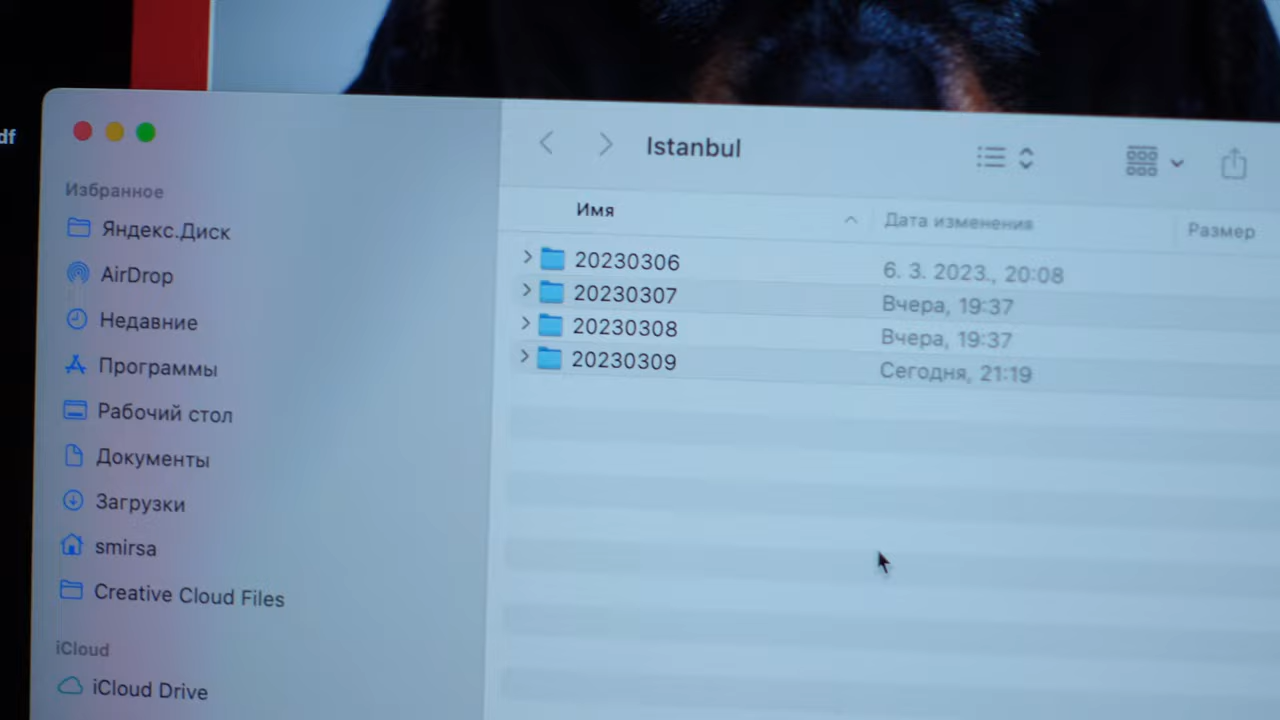 df
Istanbul
Избранное
Яндекс.Диск
AirDrop
Недавние
Программы
Рабочий стол
Документы
Загрузки
smirsa
Creative Cloud Files
iCloud
iCloud Drive
Имя Дата изменения Размер
20230306 6. 3. 2023., 20:08
20230307 Вчера, 19:37
20230308 Вчера, 19:37
20230309 Сегодня, 21:19